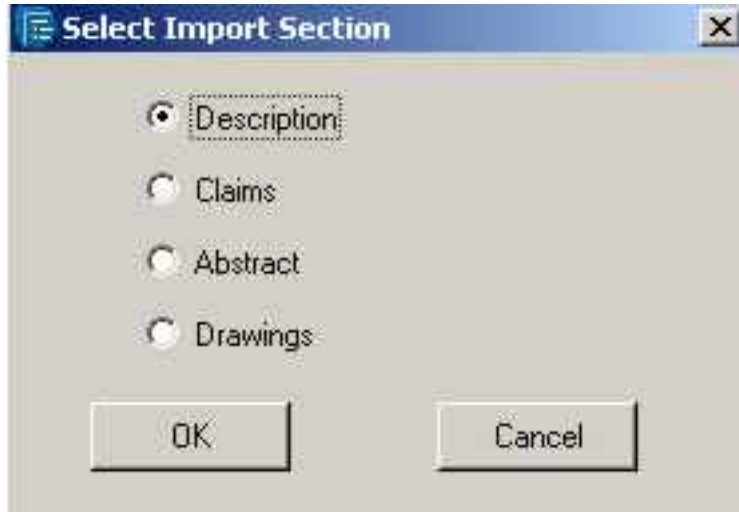 Select Import Section
Description
Claims
Abstract
Drawings
OK
Cancel